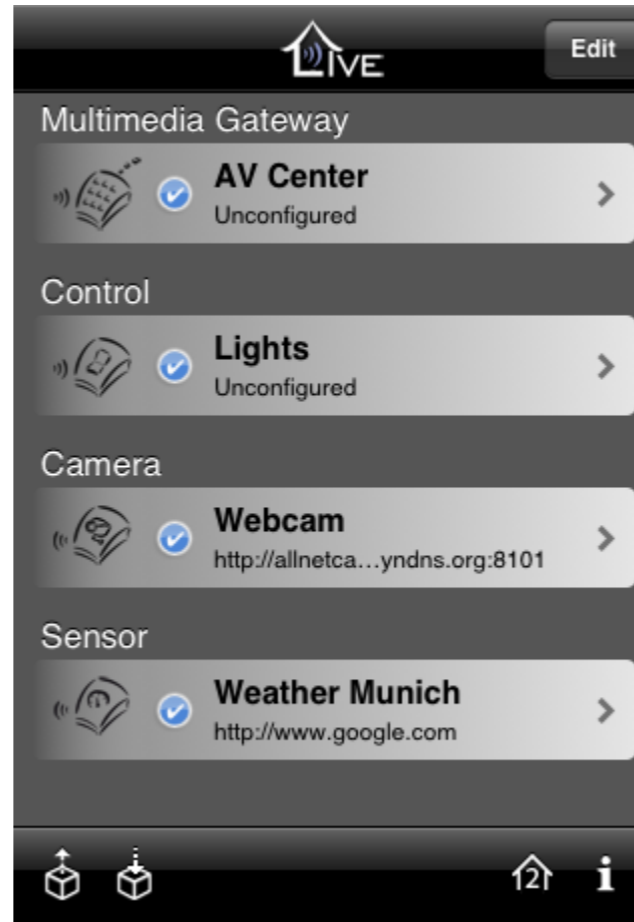 LIVE
Edit
Multimedia Gateway
AV Center
Unconfigured
Control
Lights
Unconfigured
Camera
Webcam
http://allnetca...yndns.org:8101
Sensor
Weather Munich
http://www.google.com
2 i